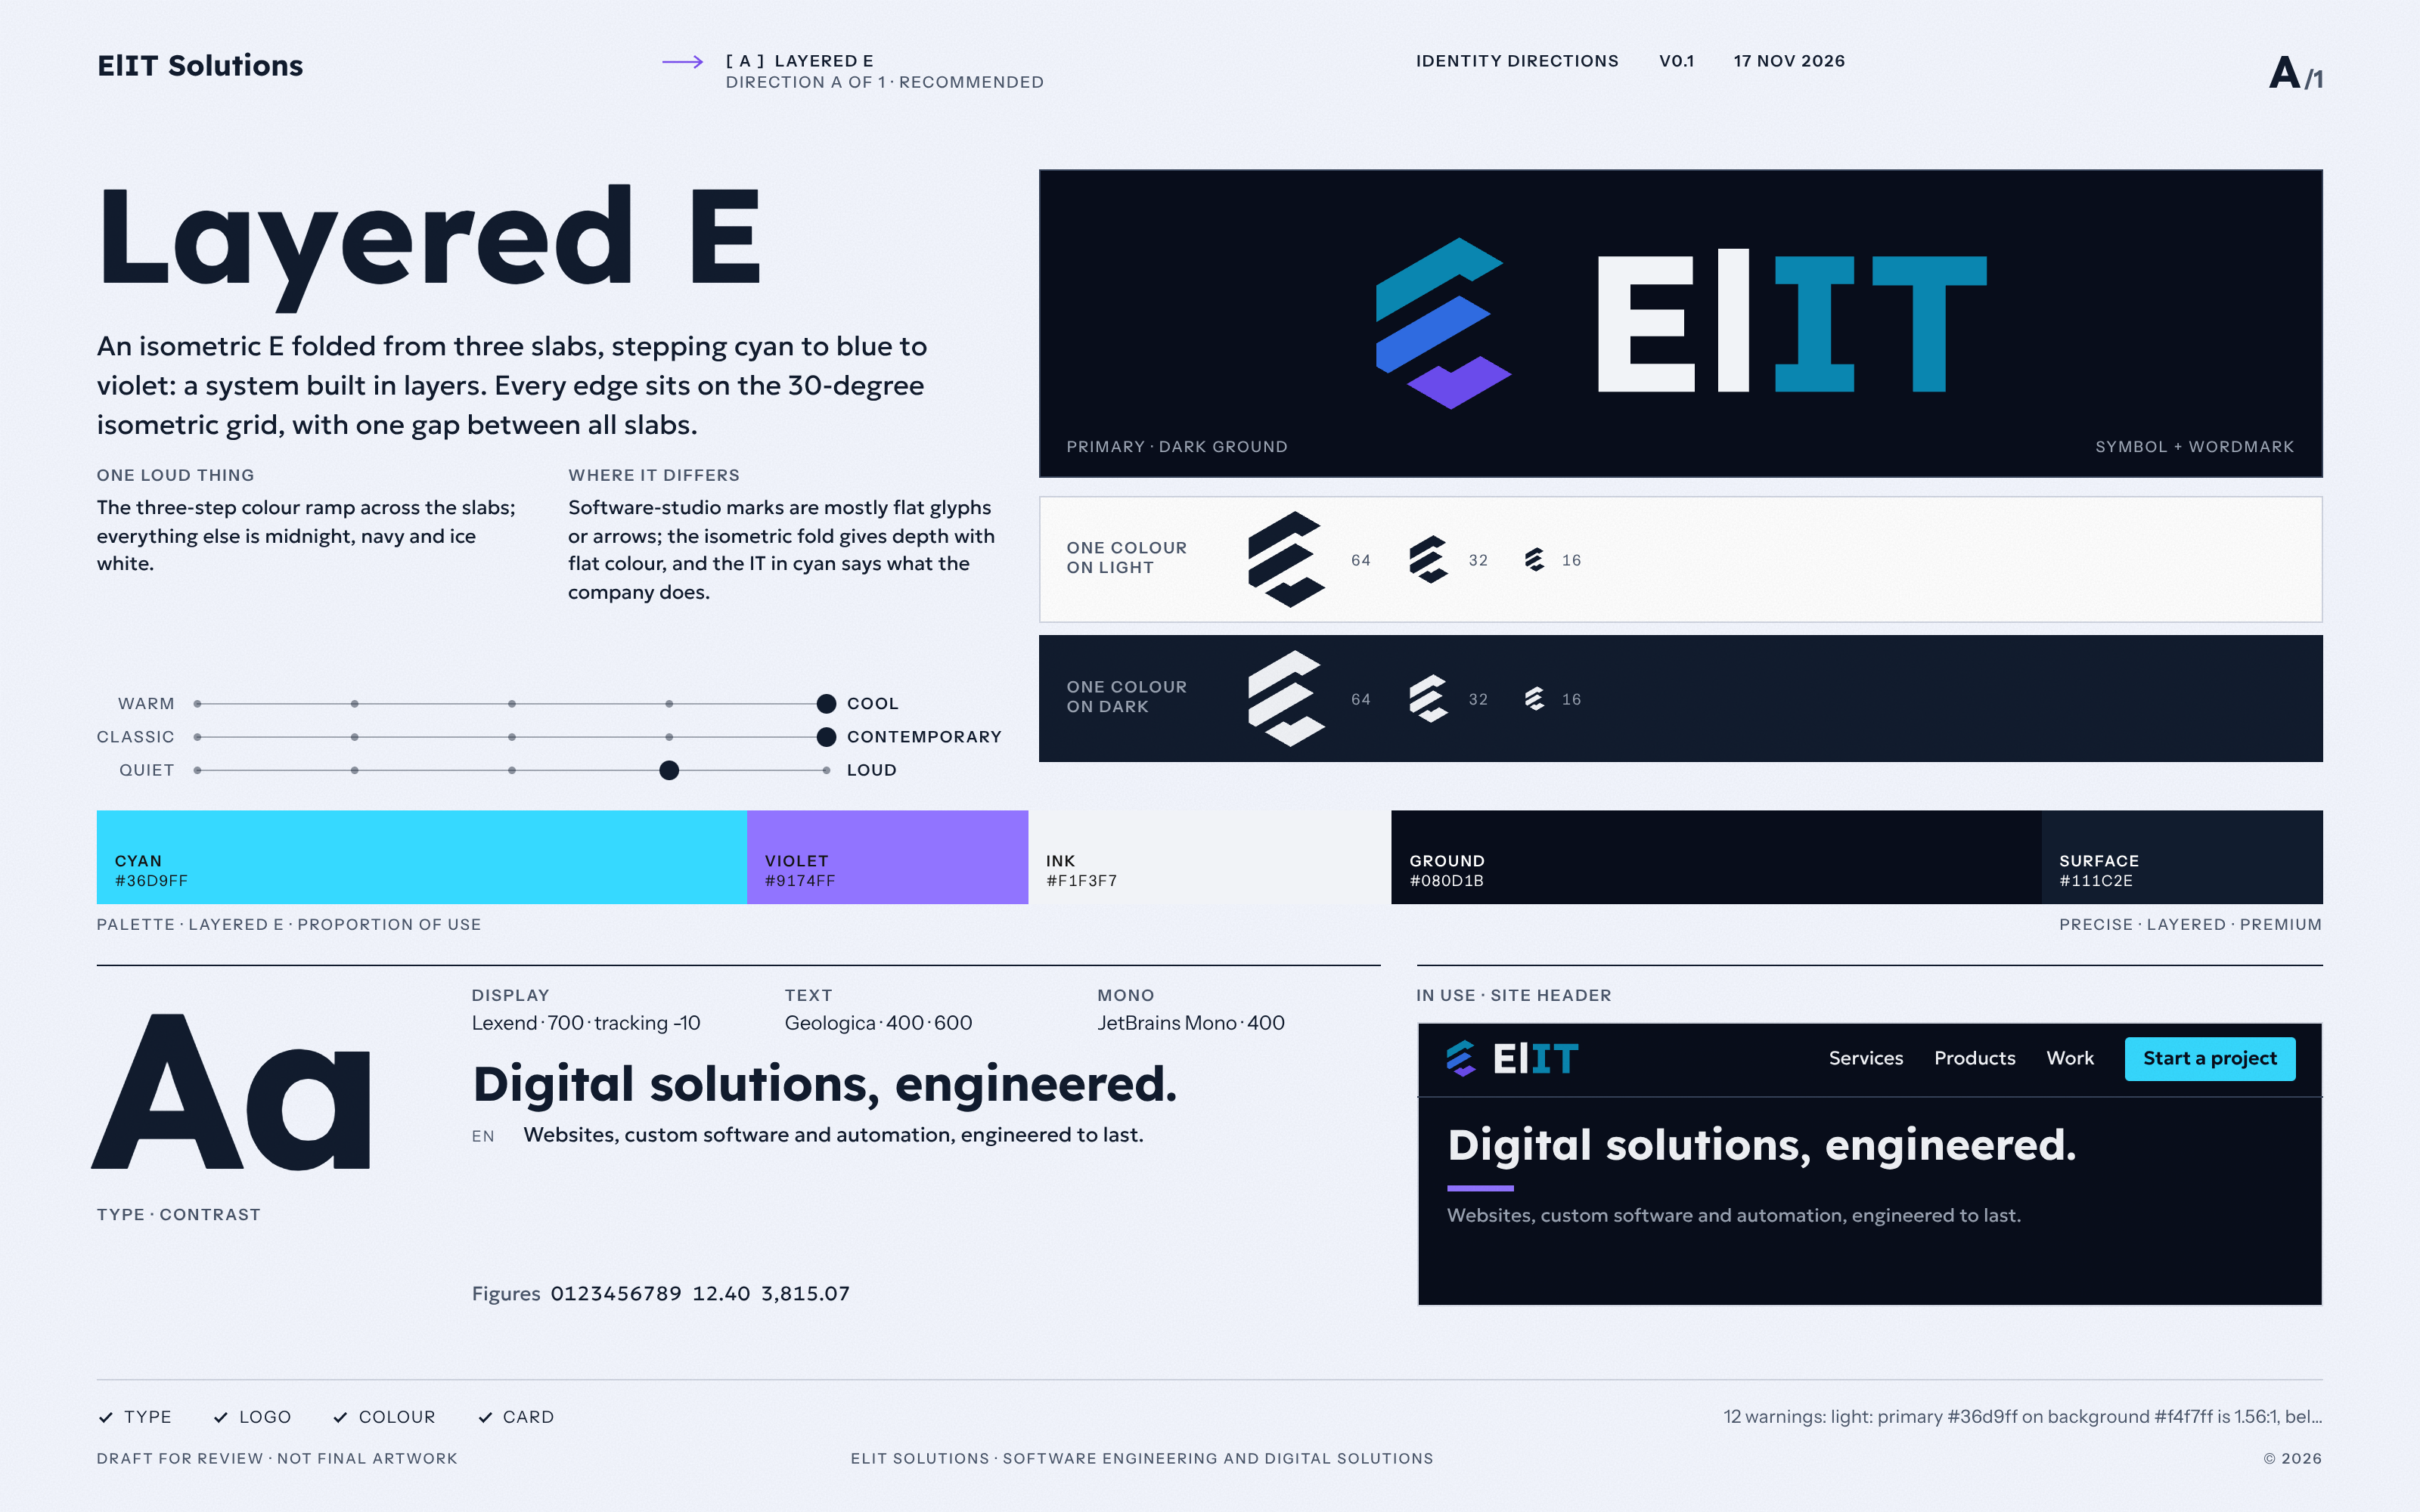 ElIT Solutions
[ A ] LAYERED E
DIRECTION A OF 1 · RECOMMENDED
IDENTITY DIRECTIONS V0.1 17 NOV 2026
A/1
Layered E
An isometric E folded from three slabs, stepping cyan to blue to
violet: a system built in layers. Every edge sits on the 30-degree
isometric grid, with one gap between all slabs.
ONE LOUD THING
The three-step colour ramp across the slabs;
everything else is midnight, navy and ice
white.
WHERE IT DIFFERS
Software-studio marks are mostly flat glyphs
or arrows; the isometric fold gives depth with
flat colour, and the IT in cyan says what the
company does.
WARM COOL
CLASSIC CONTEMPORARY
QUIET LOUD
ElIT
PRIMARY · DARK GROUND
SYMBOL + WORDMARK
ONE COLOUR
ON LIGHT
64 32 16
ONE COLOUR
ON DARK
64 32 16
CYAN
#36D9FF
VIOLET
#9174FF
INK
#F1F3F7
GROUND
#080D1B
SURFACE
#111C2E
PALETTE · LAYERED E · PROPORTION OF USE
PRECISE · LAYERED · PREMIUM
Aa
TYPE · CONTRAST
DISPLAY
Lexend · 700 · tracking -10
TEXT
Geologica · 400 · 600
MONO
JetBrains Mono · 400
Digital solutions, engineered.
EN Websites, custom software and automation, engineered to last.
Figures 0123456789 12.40 3,815.07
IN USE · SITE HEADER
ElIT
Services Products Work Start a project
Digital solutions, engineered.
Websites, custom software and automation, engineered to last.
TYPE LOGO COLOUR CARD
12 warnings: light: primary #36d9ff on background #f4f7ff is 1.56:1, bel…
DRAFT FOR REVIEW · NOT FINAL ARTWORK
ELIT SOLUTIONS · SOFTWARE ENGINEERING AND DIGITAL SOLUTIONS
© 2026